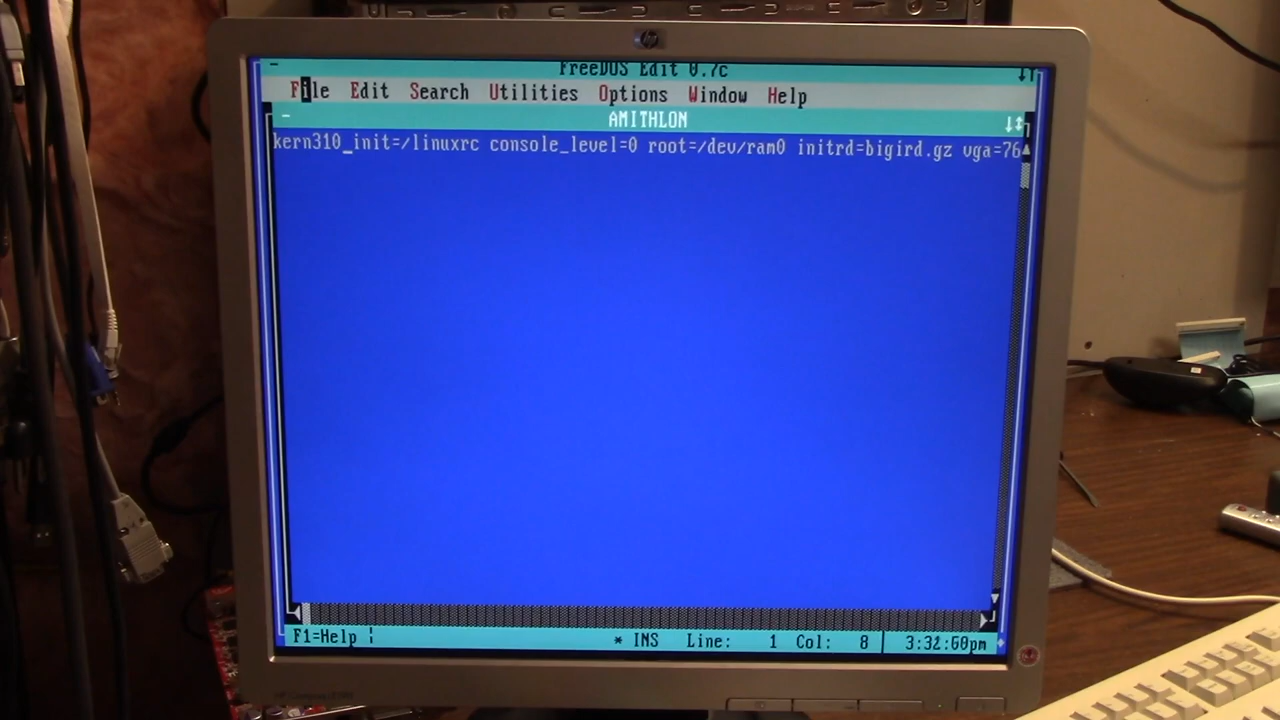 hp
FreeDOS Edit 0.7c
File Edit Search Utilities Options Window Help
AMITHLON
kern310_init=/linuxrc console_level=0 root=/dev/ram0 initrd=bigird.gz vga=76
F1=Help * INS Line: 1 Col: 8 3:32:60pm